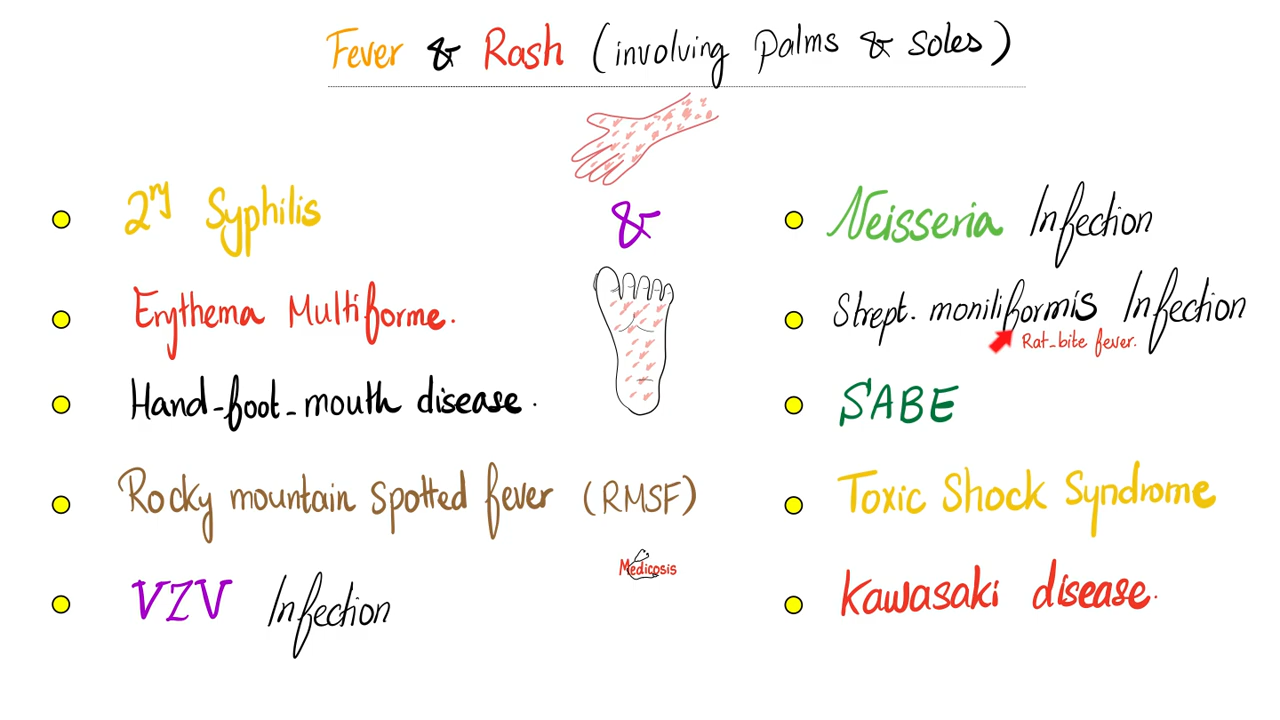 Fever & Rash (involving palms & soles)
2ry Syphilis
Erythema Multiforme.
Hand-foot-mouth disease.
Rocky mountain spotted fever (RMSF)
VZV Infection
&
Medicosis
Neisseria Infection
Strept. moniliformis Infection
Rat-bite fever.
SABE
Toxic Shock Syndrome
Kawasaki disease.